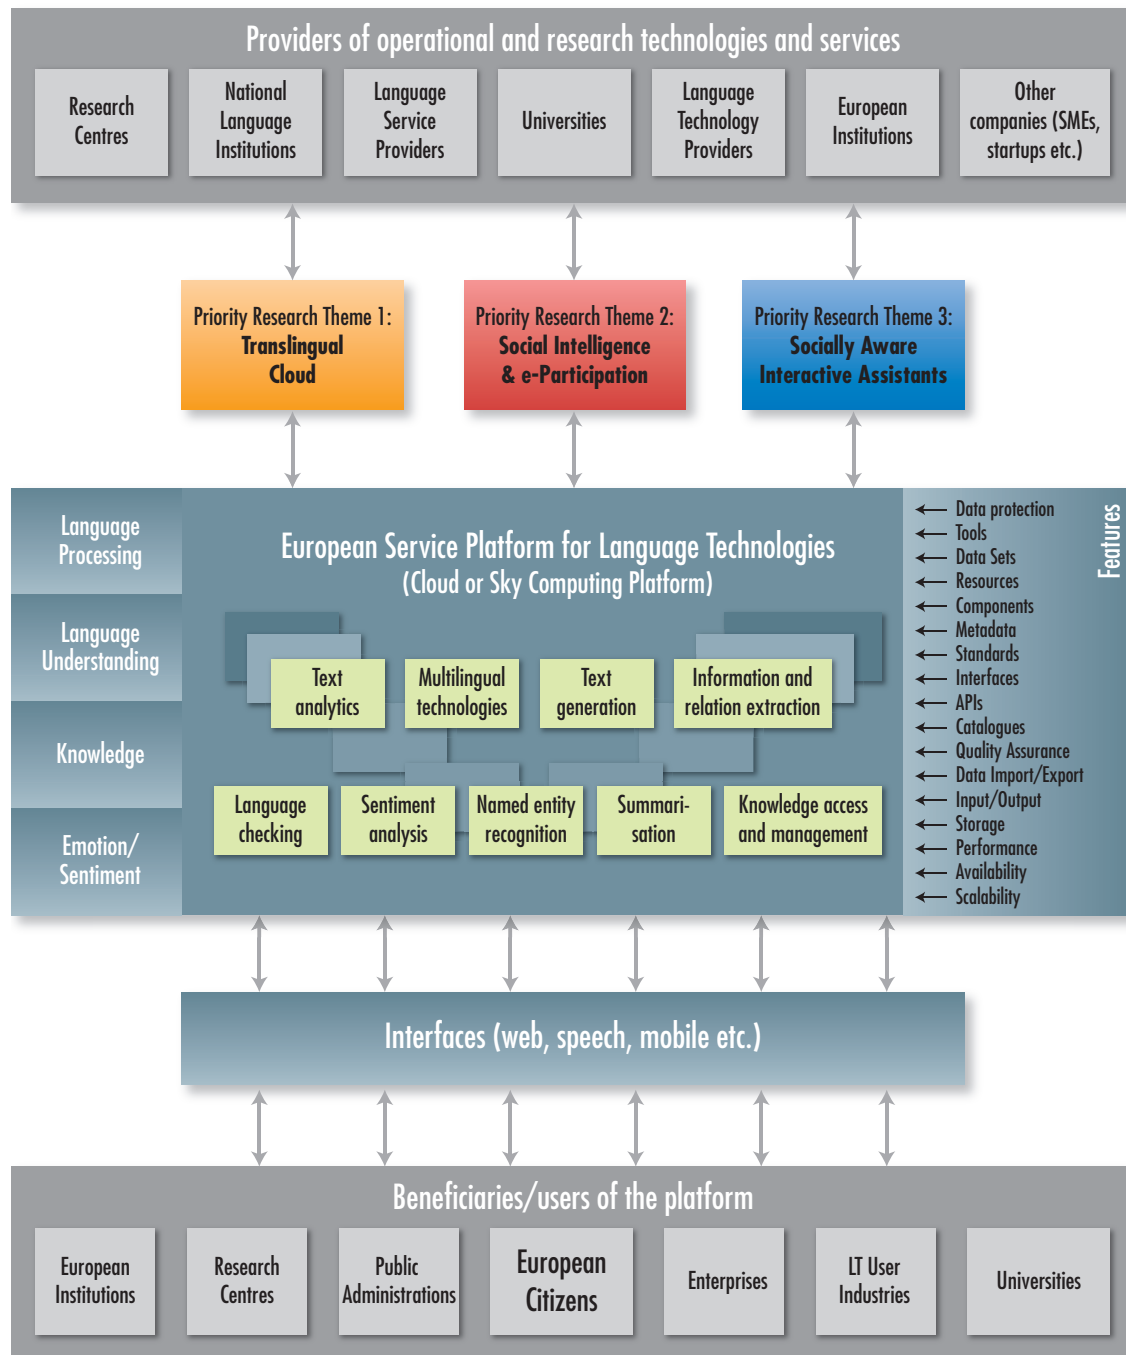 Providers of operational and research technologies and services
Research
Centres
National
Language
Institutions
Language
Service
Providers
Universities
Language
Technology
Providers
European
Institutions
Other
companies (SMEs,
startups etc.)
Priority Research Theme 1:
Translingual
Cloud
Priority Research Theme 2:
Social Intelligence
& e-Participation
Priority Research Theme 3:
Socially Aware
Interactive Assistants
Language
Processing
Language
Understanding
Knowledge
Emotion/
Sentiment
European Service Platform for Language Technologies
(Cloud or Sky Computing Platform)
Text
analytics
Multilingual
technologies
Text
generation
Information and
relation extraction
Language
checking
Sentiment
analysis
Named entity
recognition
Summari-
sation
Knowledge access
and management
Features
Data protection
Tools
Data Sets
Resources
Components
Metadata
Standards
Interfaces
APIs
Catalogues
Quality Assurance
Data Import/Export
Input/Output
Storage
Performance
Availability
Scalability
Interfaces (web, speech, mobile etc.)
Beneficiaries/users of the platform
European
Institutions
Research
Centres
Public
Administrations
European
Citizens
Enterprises
LT User
Industries
Universities